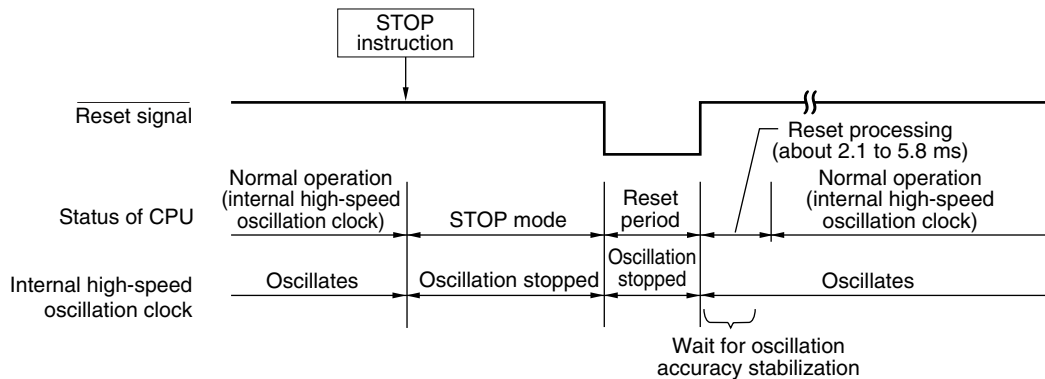 STOP
instruction
Reset signal
Reset processing
(about 2.1 to 5.8 ms)
Status of CPU
Normal operation
(internal high-speed
oscillation clock)
STOP mode
Reset
period
Normal operation
(internal high-speed
oscillation clock)
Internal high-speed
oscillation clock
Oscillates
Oscillation stopped
Oscillation
stopped
Oscillates
Wait for oscillation
accuracy stabilization